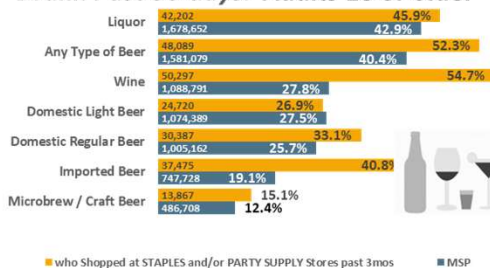 Liquor
42,202 45.9%
1,678,652 42.9%
Any Type of Beer
48,089 52.3%
1,581,079 40.4%
Wine
50,297 54.7%
1,088,791 27.8%
Domestic Light Beer
24,720 26.9%
1,074,389 27.5%
Domestic Regular Beer
30,387 33.1%
1,005,162 25.7%
Imported Beer
37,475 40.8%
747,728 19.1%
Microbrew / Craft Beer
13,867 15.1%
486,708 12.4%
who Shopped at STAPLES and/or PARTY SUPPLY Stores past 3mos MSP